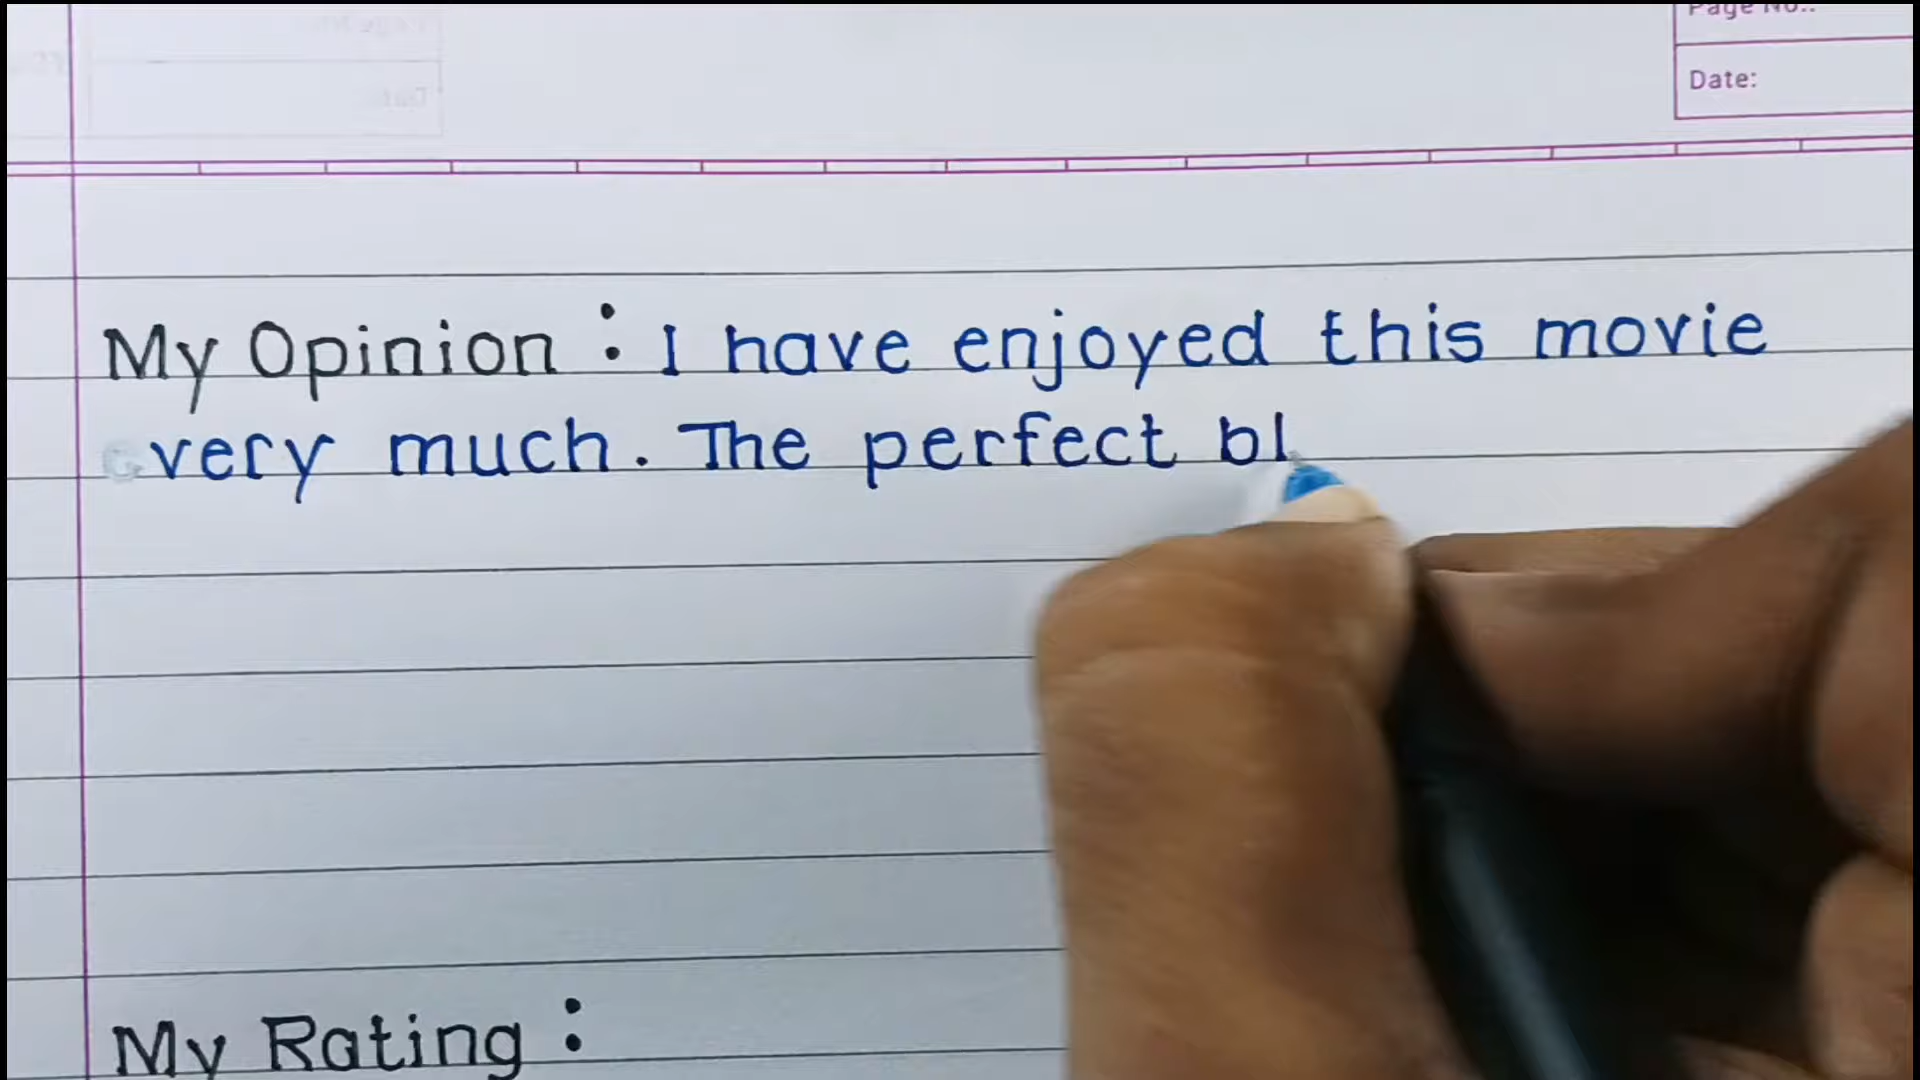 Page No.:
Date:
My Opinion : I have enjoyed this movie
very much. The perfect bl
My Rating :